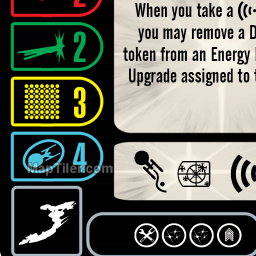 2
When you take a
2
you may remove a D
token from an Energy
Upgrade assigned to t
3
4
MapTiler.com